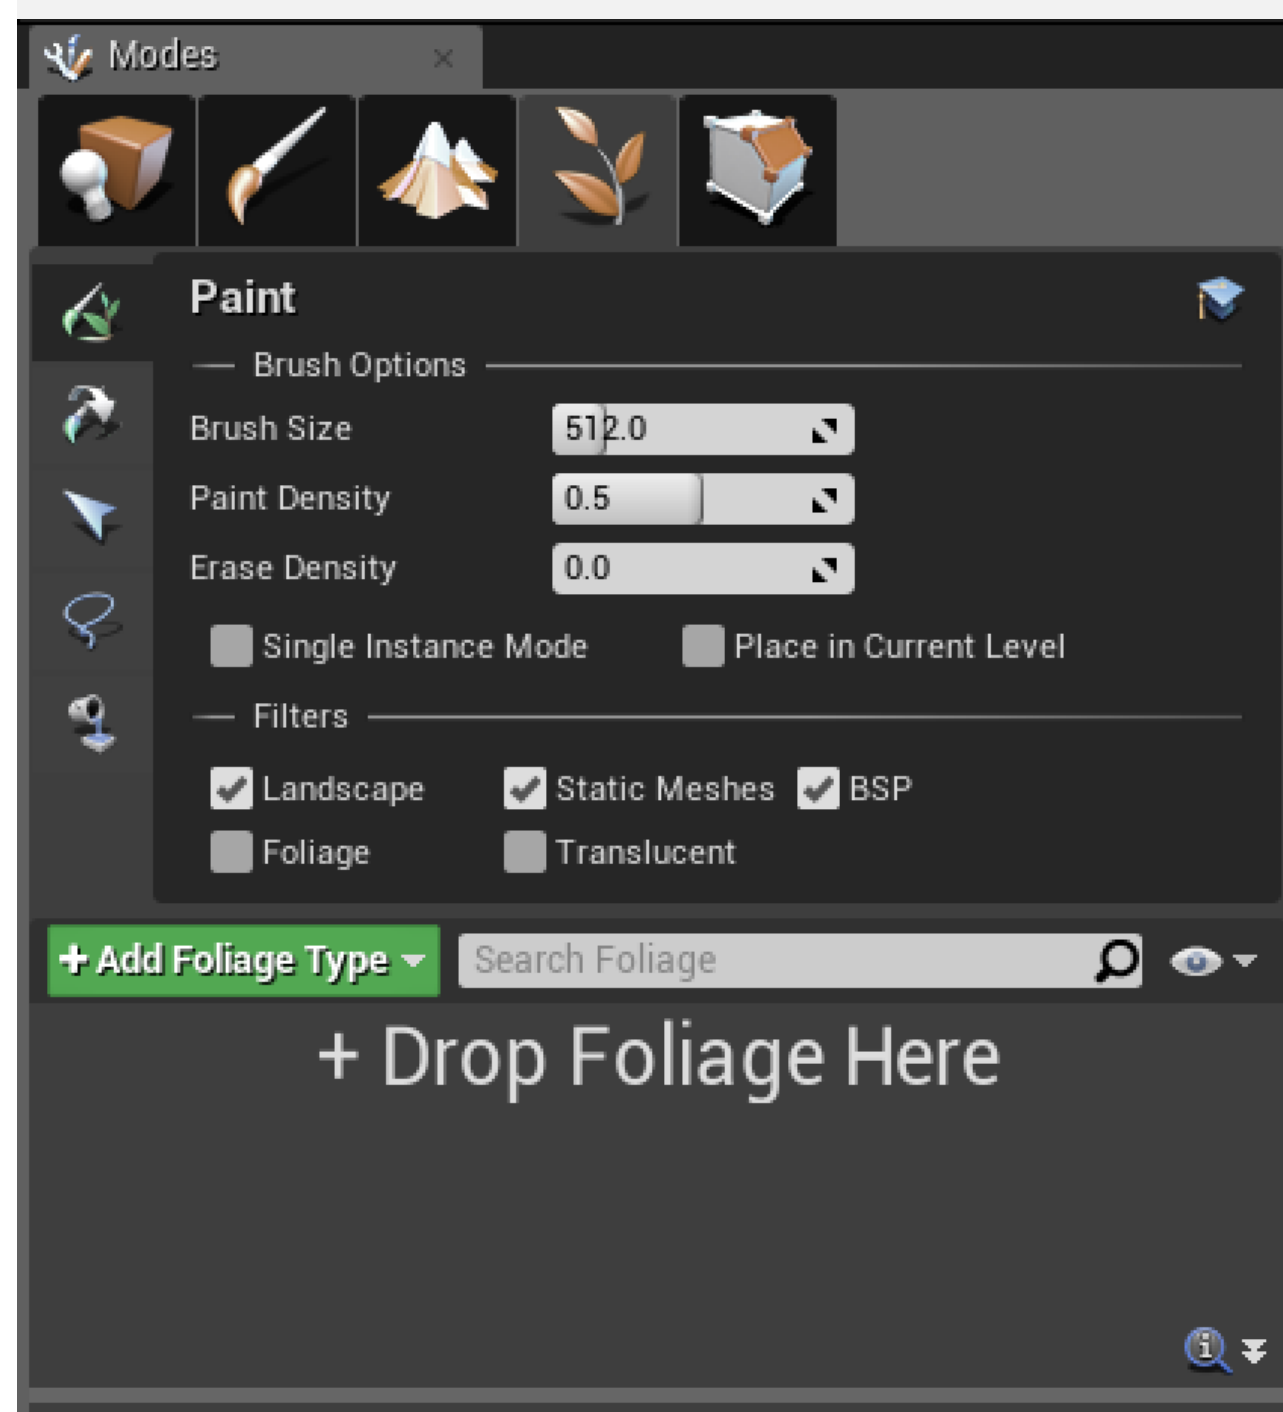 Modes
Paint
Brush Options
Brush Size 512.0
Paint Density 0.5
Erase Density 0.0
Single Instance Mode Place in Current Level
Filters
Landscape Static Meshes BSP
Foliage Translucent
+ Add Foliage Type Search Foliage
+ Drop Foliage Here